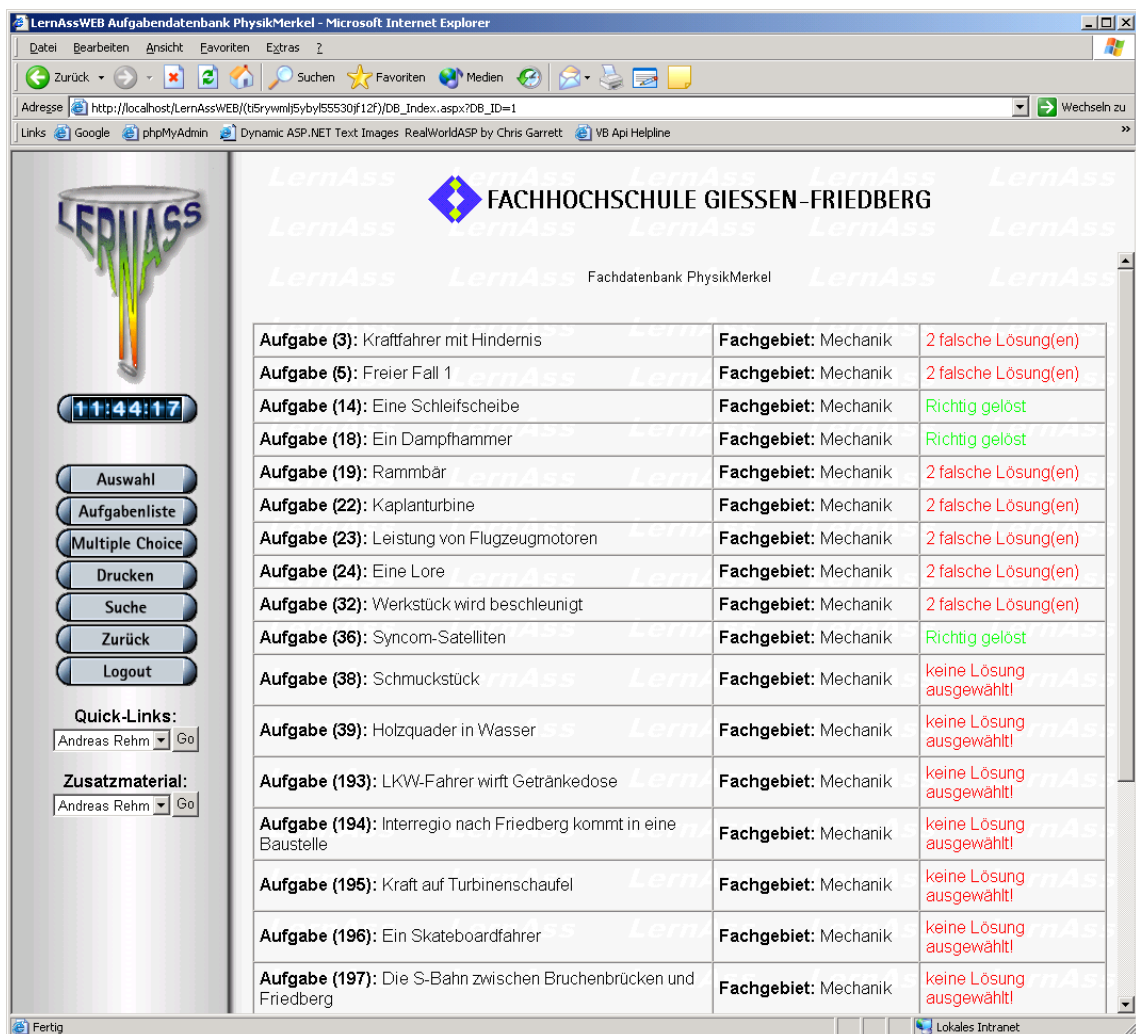 LernAssWEB Aufgabendatenbank PhysikMerkel - Microsoft Internet Explorer
Datei Bearbeiten Ansicht Favoriten Extras ?
Zurück Suchen Favoriten Medien
Adresse http://localhost/LernAssWEB/(ti5rywmlj5ybyl55530jf12f)/DB_Index.aspx?DB_ID=1 Wechseln zu
Links Google phpMyAdmin Dynamic ASP.NET Text Images RealWorldASP by Chris Garrett VB Api Helpline »
LERNASS
11:44:17
Auswahl
Aufgabenliste
Multiple Choice
Drucken
Suche
Zurück
Logout
Quick-Links:
Andreas Rehm Go
Zusatzmaterial:
Andreas Rehm Go
FACHHOCHSCHULE GIESSEN-FRIEDBERG
Fachdatenbank PhysikMerkel
Aufgabe (3): Kraftfahrer mit Hindernis Fachgebiet: Mechanik 2 falsche Lösung(en)
Aufgabe (5): Freier Fall 1 Fachgebiet: Mechanik 2 falsche Lösung(en)
Aufgabe (14): Eine Schleifscheibe Fachgebiet: Mechanik Richtig gelöst
Aufgabe (18): Ein Dampfhammer Fachgebiet: Mechanik Richtig gelöst
Aufgabe (19): Rammbär Fachgebiet: Mechanik 2 falsche Lösung(en)
Aufgabe (22): Kaplanturbine Fachgebiet: Mechanik 2 falsche Lösung(en)
Aufgabe (23): Leistung von Flugzeugmotoren Fachgebiet: Mechanik 2 falsche Lösung(en)
Aufgabe (24): Eine Lore Fachgebiet: Mechanik 2 falsche Lösung(en)
Aufgabe (32): Werkstück wird beschleunigt Fachgebiet: Mechanik 2 falsche Lösung(en)
Aufgabe (36): Syncom-Satelliten Fachgebiet: Mechanik Richtig gelöst
Aufgabe (38): Schmuckstück Fachgebiet: Mechanik keine Lösung
ausgewählt!
Aufgabe (39): Holzquader in Wasser Fachgebiet: Mechanik keine Lösung
ausgewählt!
Aufgabe (193): LKW-Fahrer wirft Getränkedose Fachgebiet: Mechanik keine Lösung
ausgewählt!
Aufgabe (194): Interregio nach Friedberg kommt in eine
Baustelle Fachgebiet: Mechanik keine Lösung
ausgewählt!
Aufgabe (195): Kraft auf Turbinenschaufel Fachgebiet: Mechanik keine Lösung
ausgewählt!
Aufgabe (196): Ein Skateboardfahrer Fachgebiet: Mechanik keine Lösung
ausgewählt!
Aufgabe (197): Die S-Bahn zwischen Bruchenbrücken und
Friedberg Fachgebiet: Mechanik keine Lösung
ausgewählt!
Fertig Lokales Intranet